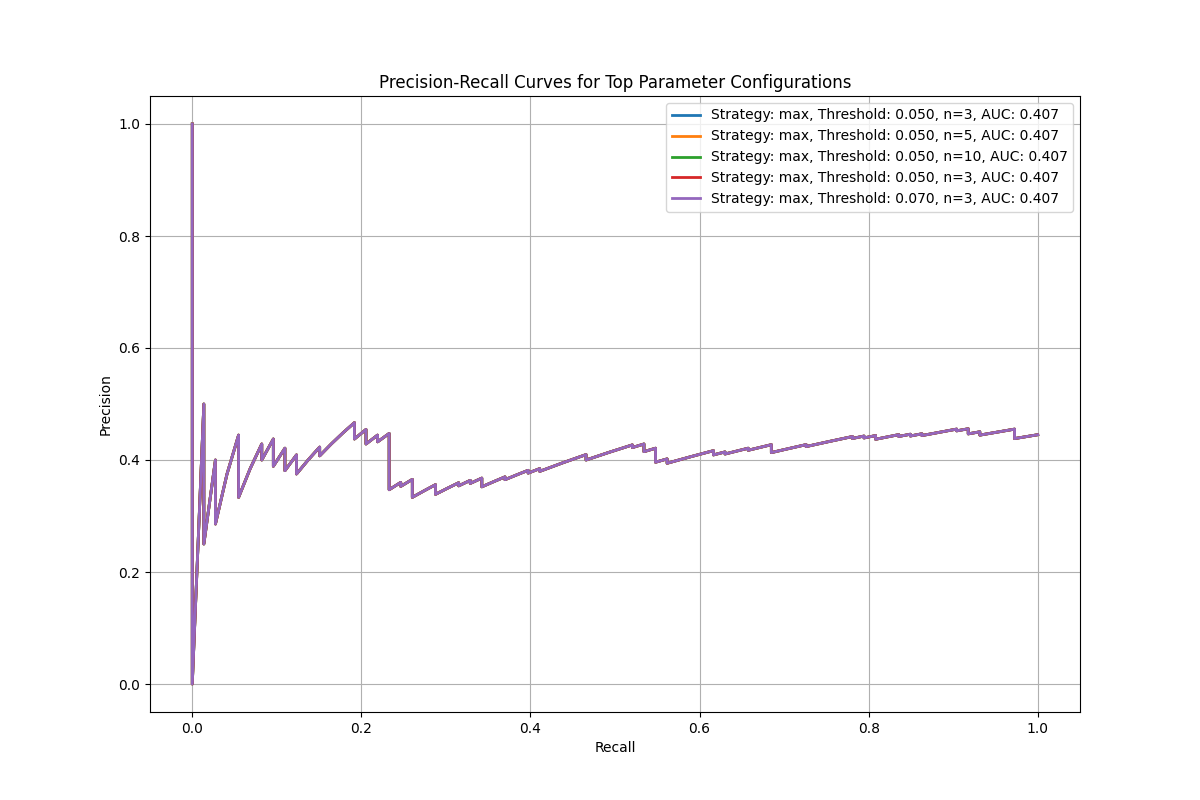 Precision-Recall Curves for Top Parameter Configurations
Strategy: max, Threshold: 0.050, n=3, AUC: 0.407
Strategy: max, Threshold: 0.050, n=5, AUC: 0.407
Strategy: max, Threshold: 0.050, n=10, AUC: 0.407
Strategy: max, Threshold: 0.050, n=3, AUC: 0.407
Strategy: max, Threshold: 0.070, n=3, AUC: 0.407
Precision
1.0
0.8
0.6
0.4
0.2
0.0
0.0 0.2 0.4 0.6 0.8 1.0
Recall